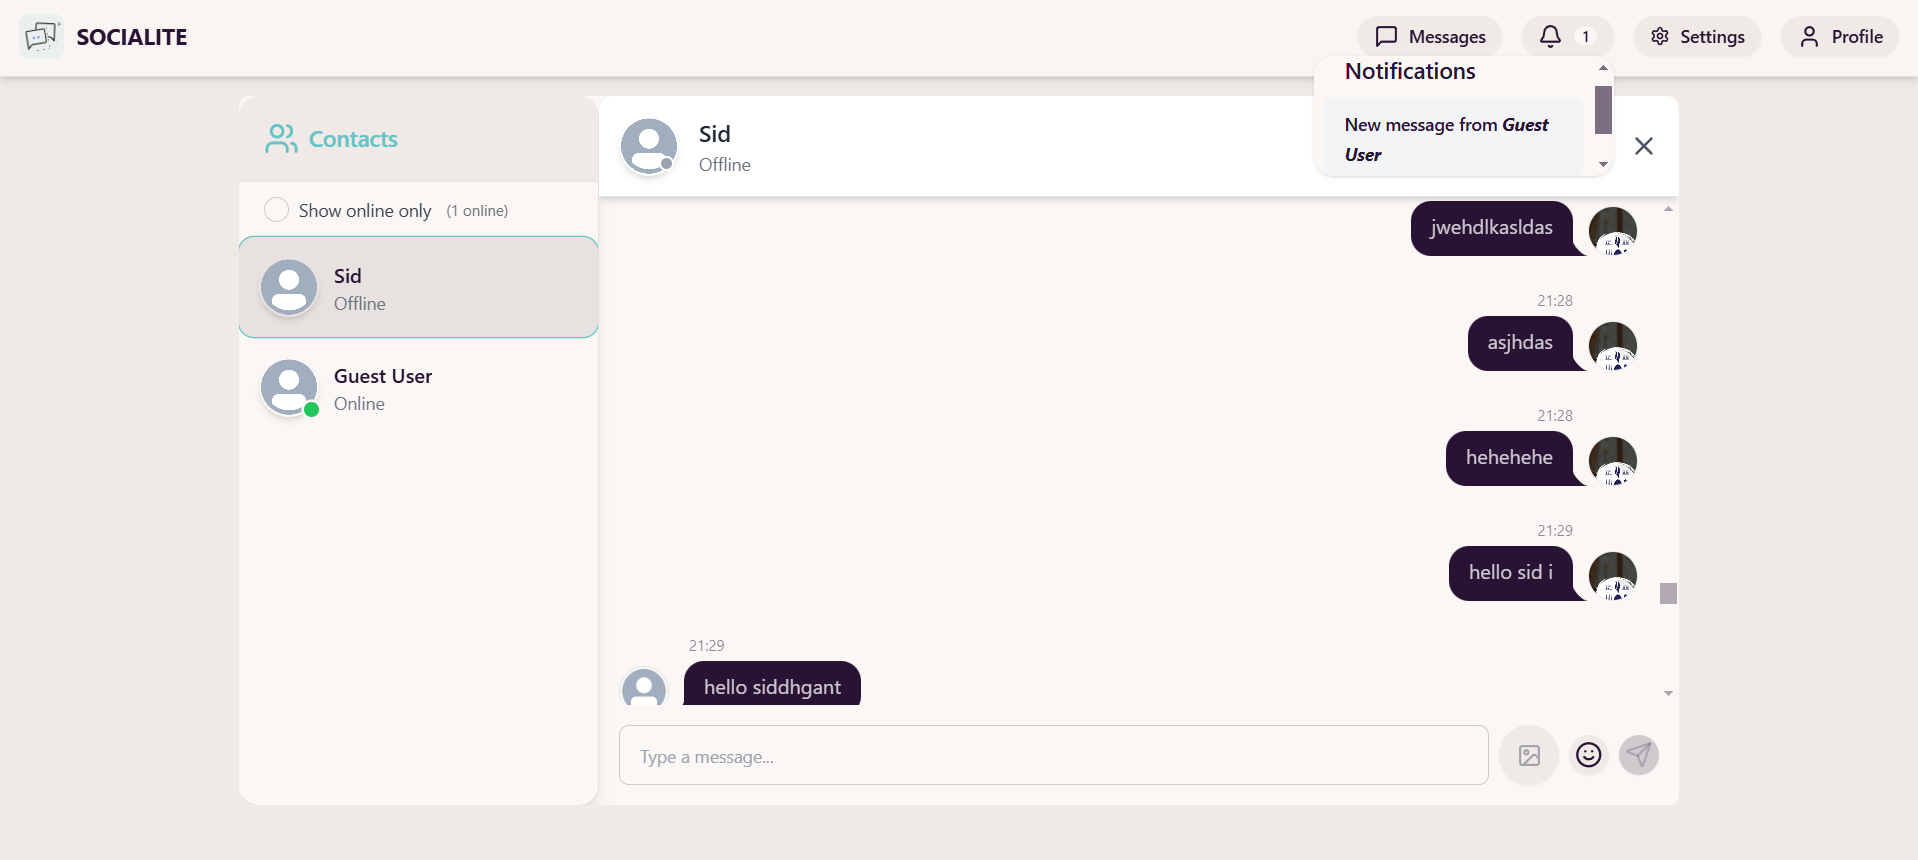 SOCIALITE
Messages
1
Settings
Profile
Notifications
New message from Guest
User
Contacts
Show online only (1 online)
Sid
Offline
Guest User
Online
Sid
Offline
jwehdlkasldas
21:28
asjhdas
21:28
hehehehe
21:29
hello sid i
21:29
hello siddhgant
Type a message...